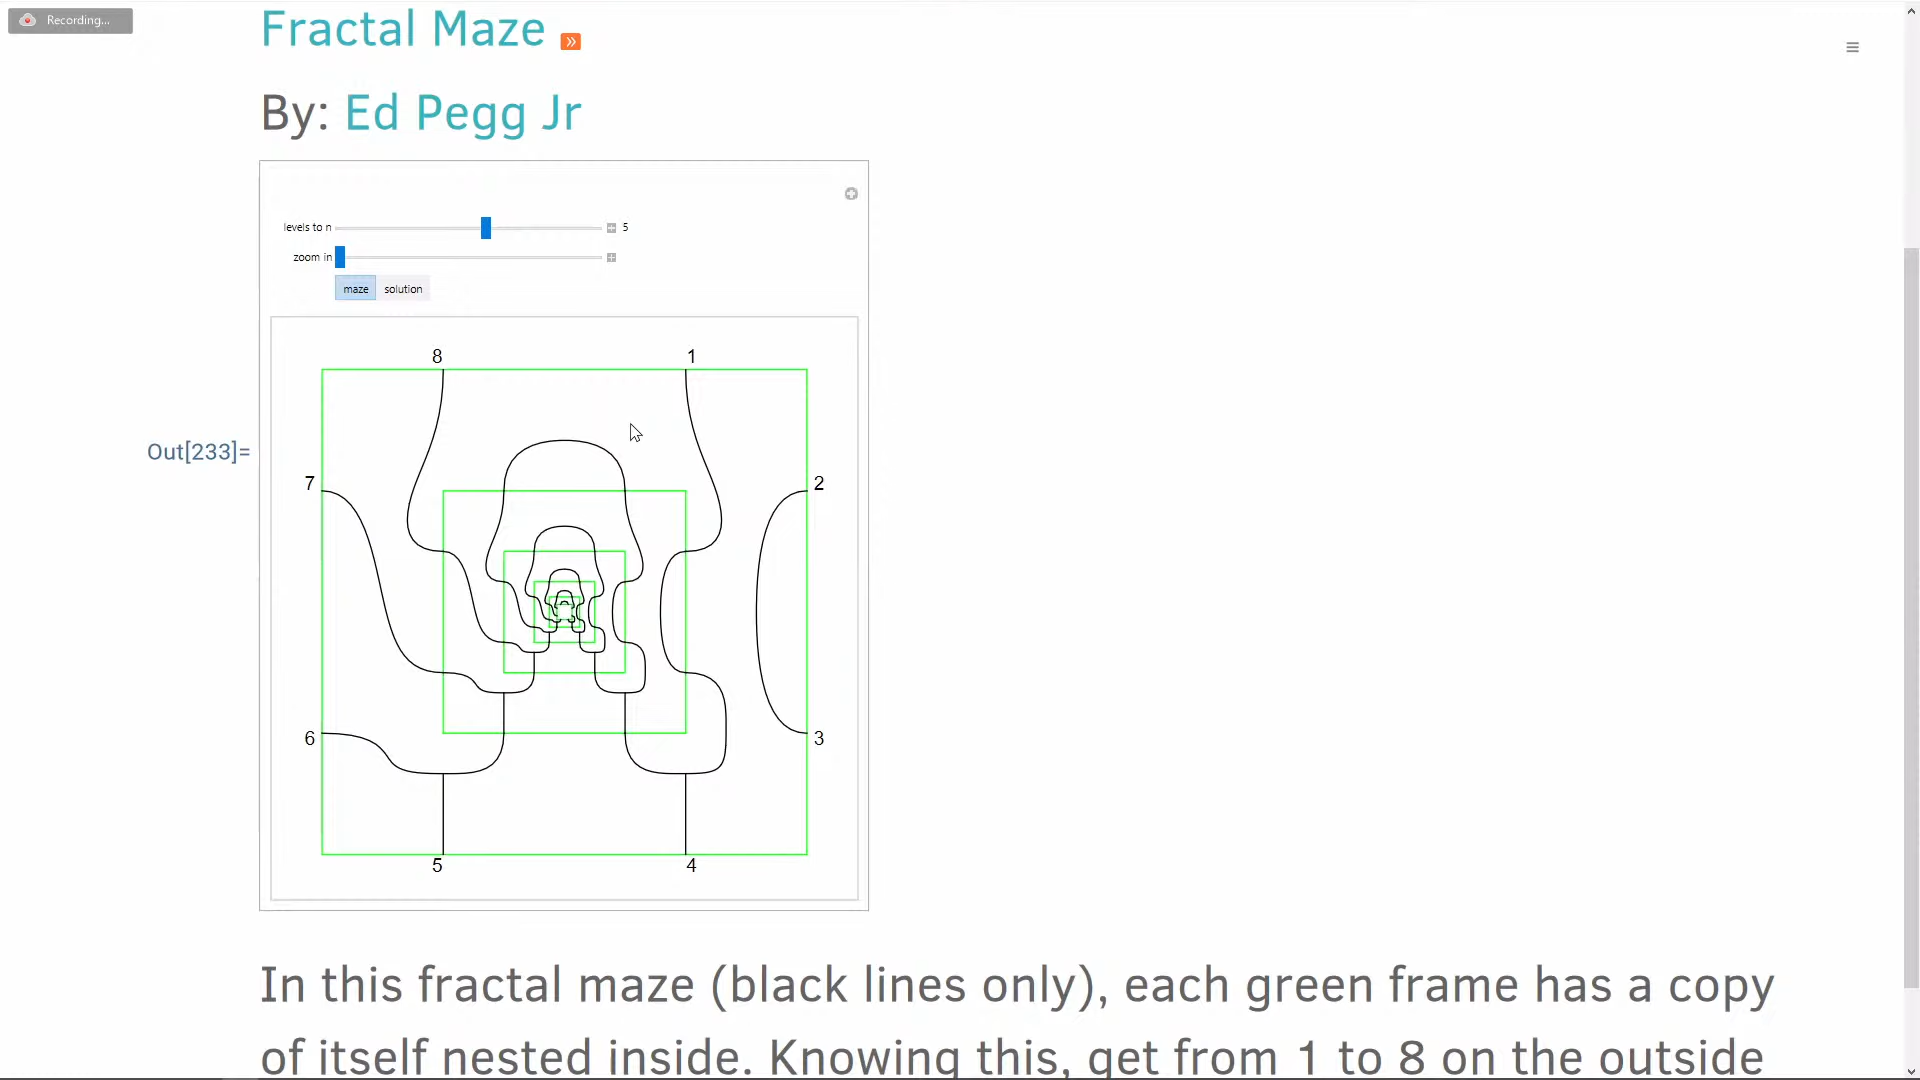 Recording...
Fractal Maze »
By: Ed Pegg Jr
levels to n 5
zoom in
maze solution
8 1
Out[233]=
7 2
6 3
5 4
In this fractal maze (black lines only), each green frame has a copy
of itself nested inside. Knowing this, get from 1 to 8 on the outside